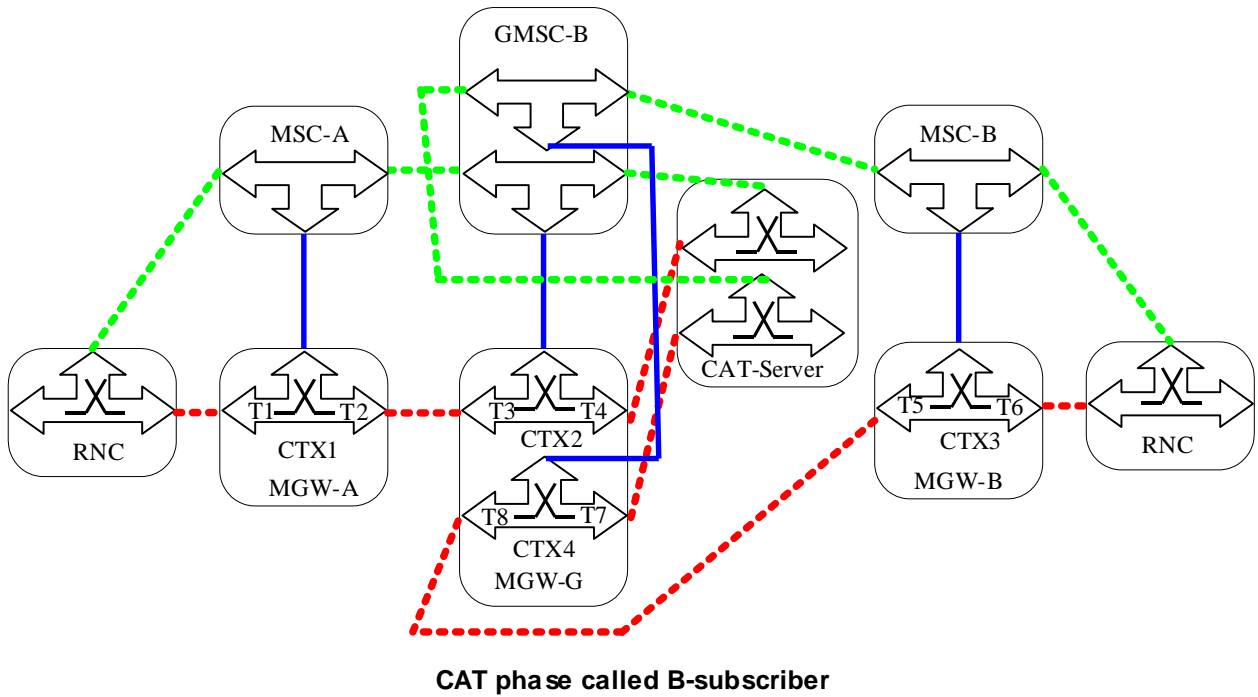 GMSC-B
MSC-A
MSC-B
CAT-Server
RNC
T1 T2
CTX1
MGW-A
T3 T4
CTX2
T8 T7
CTX4
MGW-G
T5 T6
CTX3
MGW-B
RNC
CAT phase called B-subscriber